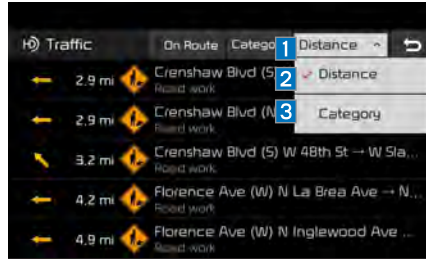 Traffic On Route Catego 1 Distance
2 Distance
3 Category
2.9 mi Crenshaw Blvd (S)
Road work
2.9 mi Crenshaw Blvd (N
Road work
3.2 mi Crenshaw Blvd (S) W 48th St → W Sla...
Road work
4.2 mi Florence Ave (W) N La Brea Ave → N...
Road work
4.9 mi Florence Ave (W) N Inglewood Ave ...
Road work